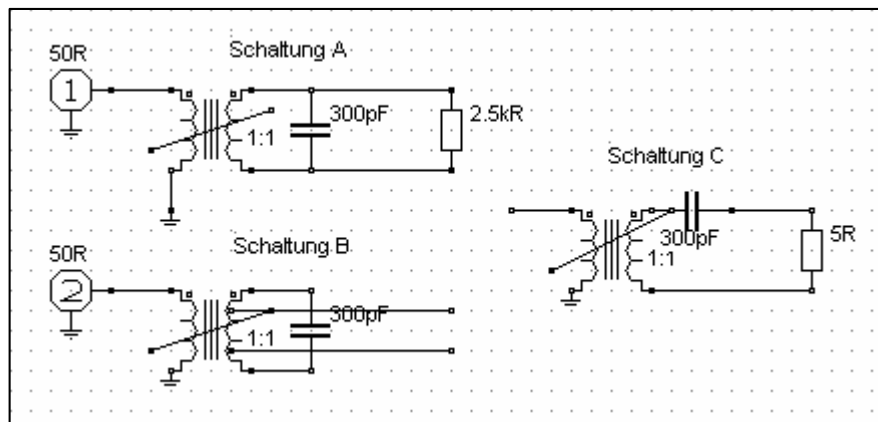 Schaltung A
50R
1
300pF
2.5kR
1:1
Schaltung B
50R
2
300pF
1:1
Schaltung C
300pF
5R
1:1